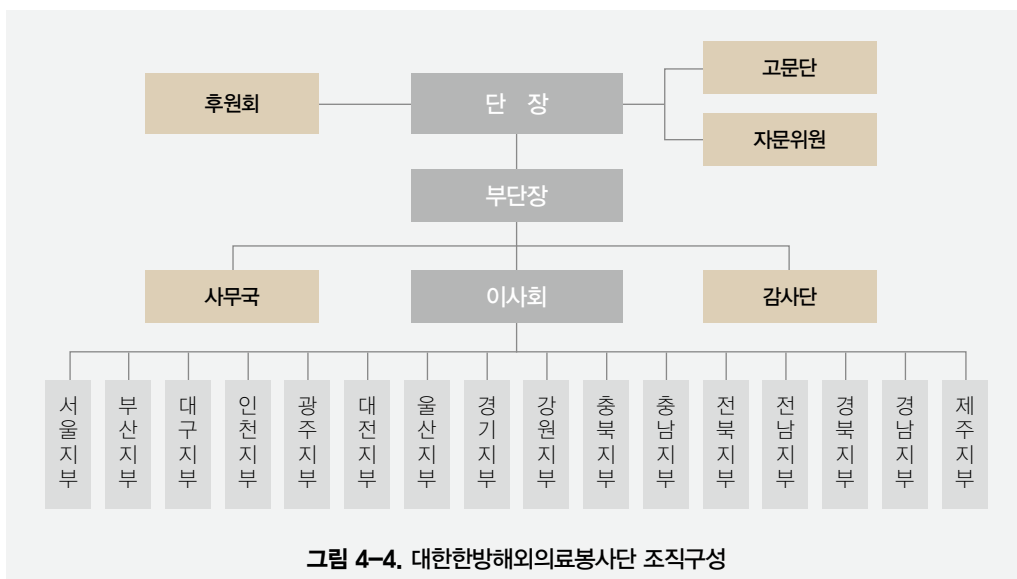 고문단
후원회
단 장
자문위원
부단장
사무국
이사회
감사단
서울지부
부산지부
대구지부
인천지부
광주지부
대전지부
울산지부
경기지부
강원지부
충북지부
충남지부
전북지부
전남지부
경북지부
경남지부
제주지부
그림 4-4. 대한한방해외의료봉사단 조직구성